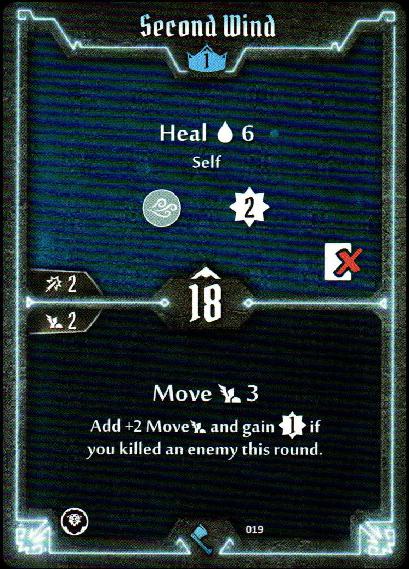 Second Wind
1
Heal 6
Self
2
2
18
2
Move 3
Add +2 Move and gain 1 if
you killed an enemy this round.
019